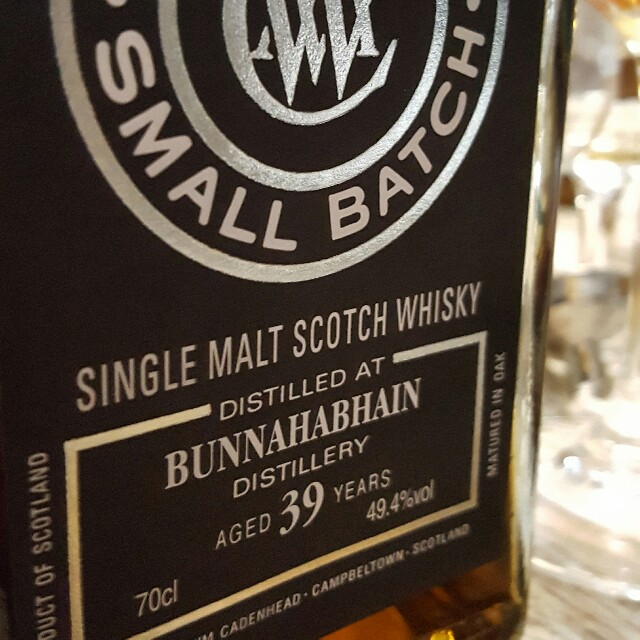 SMALL BATCH
SINGLE MALT SCOTCH WHISKY
DISTILLED AT
BUNNAHABHAIN
DISTILLERY
AGED 39 YEARS
49.4%vol
70cl
CADENHEAD · CAMPBELTOWN · SCOTLAND
OF SCOTLAND
MATURED IN OAK